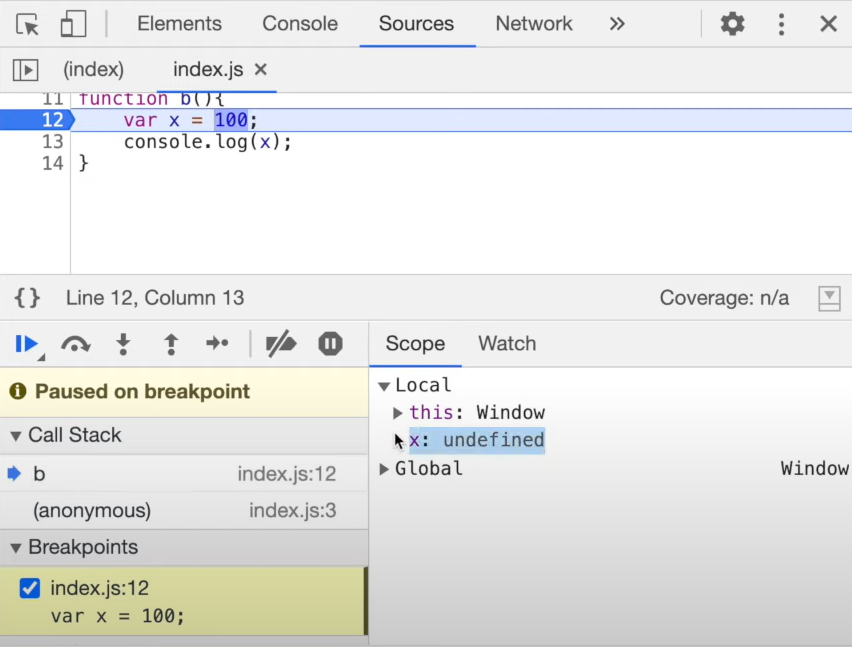 Elements Console Sources Network »
(index) index.js ×
11 function b(){
12 var x = 100;
13 console.log(x);
14 }
{} Line 12, Column 13 Coverage: n/a
Scope Watch
Paused on breakpoint
Call Stack
b index.js:12
(anonymous) index.js:3
Breakpoints
index.js:12
var x = 100;
Local
this: Window
x: undefined
Global Window